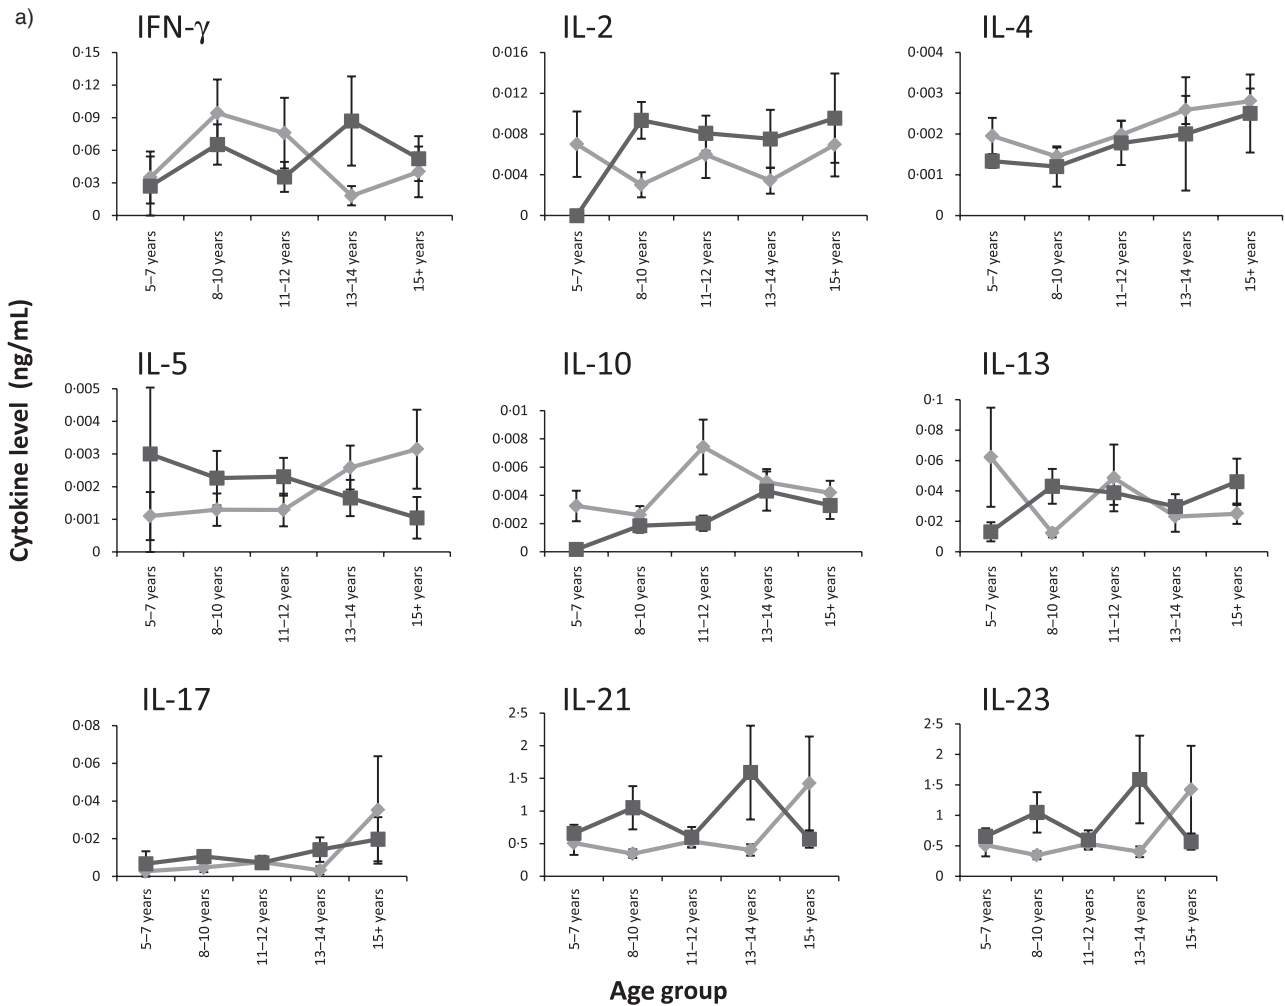 a)
IFN-γ
0·15
0·12
0·09
0·06
0·03
0
5–7 years
8–10 years
11–12 years
13–14 years
15+ years
IL-2
0·016
0·012
0·008
0·004
0
5–7 years
8–10 years
11–12 years
13–14 years
15+ years
IL-4
0·004
0·003
0·002
0·001
0
5–7 years
8–10 years
11–12 years
13–14 years
15+ years
Cytokine level (ng/mL)
IL-5
0·005
0·004
0·003
0·002
0·001
0
5–7 years
8–10 years
11–12 years
13–14 years
15+ years
IL-10
0·01
0·008
0·006
0·004
0·002
0
5–7 years
8–10 years
11–12 years
13–14 years
15+ years
IL-13
0·1
0·08
0·06
0·04
0·02
0
5–7 years
8–10 years
11–12 years
13–14 years
15+ years
IL-17
0·08
0·06
0·04
0·02
0
5–7 years
8–10 years
11–12 years
13–14 years
15+ years
IL-21
2·5
2
1·5
1
0·5
0
5–7 years
8–10 years
11–12 years
13–14 years
15+ years
IL-23
2·5
2
1·5
1
0·5
0
5–7 years
8–10 years
11–12 years
13–14 years
15+ years
Age group